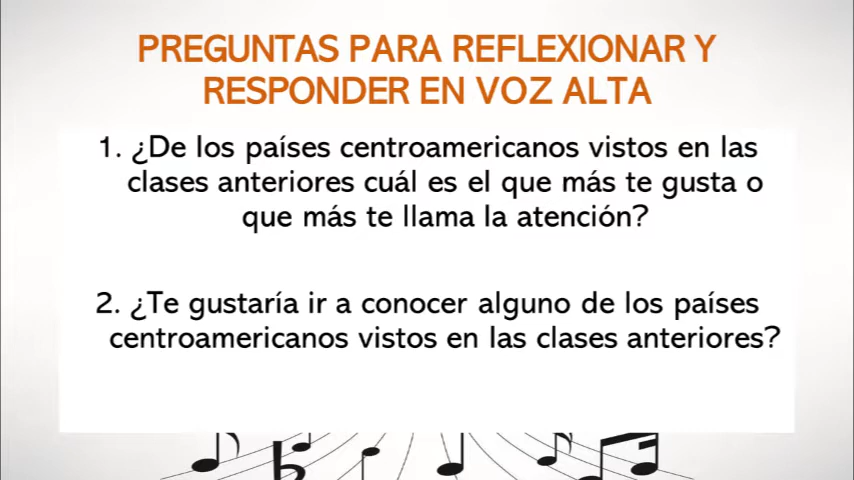 PREGUNTAS PARA REFLEXIONAR Y
RESPONDER EN VOZ ALTA
1. ¿De los países centroamericanos vistos en las
clases anteriores cuál es el que más te gusta o
que más te llama la atención?
2. ¿Te gustaría ir a conocer alguno de los países
centroamericanos vistos en las clases anteriores?